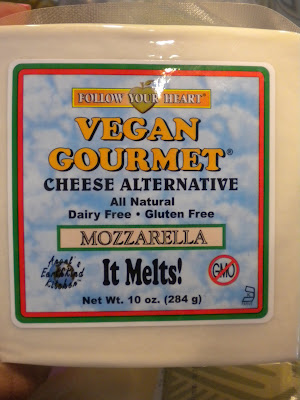 FOLLOW YOUR HEART®
VEGAN
GOURMET®
CHEESE ALTERNATIVE
All Natural
Dairy Free • Gluten Free
MOZZARELLA
It Melts!
GMO
Net Wt. 10 oz. (284 g)